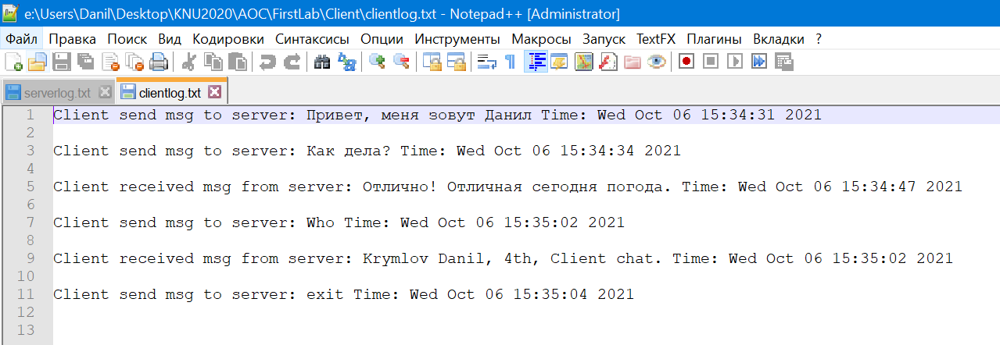 e:\Users\Danil\Desktop\KNU2020\AOC\FirstLab\Client\clientlog.txt - Notepad++ [Administrator]
Файл Правка Поиск Вид Кодировки Синтаксисы Опции Инструменты Макросы Запуск TextFX Плагины Вкладки ?
serverlog.txt clientlog.txt
1 Client send msg to server: Привет, меня зовут Данил Time: Wed Oct 06 15:34:31 2021
2
3 Client send msg to server: Как дела? Time: Wed Oct 06 15:34:34 2021
4
5 Client received msg from server: Отлично! Отличная сегодня погода. Time: Wed Oct 06 15:34:47 2021
6
7 Client send msg to server: Who Time: Wed Oct 06 15:35:02 2021
8
9 Client received msg from server: Krymlov Danil, 4th, Client chat. Time: Wed Oct 06 15:35:02 2021
10
11 Client send msg to server: exit Time: Wed Oct 06 15:35:04 2021
12
13